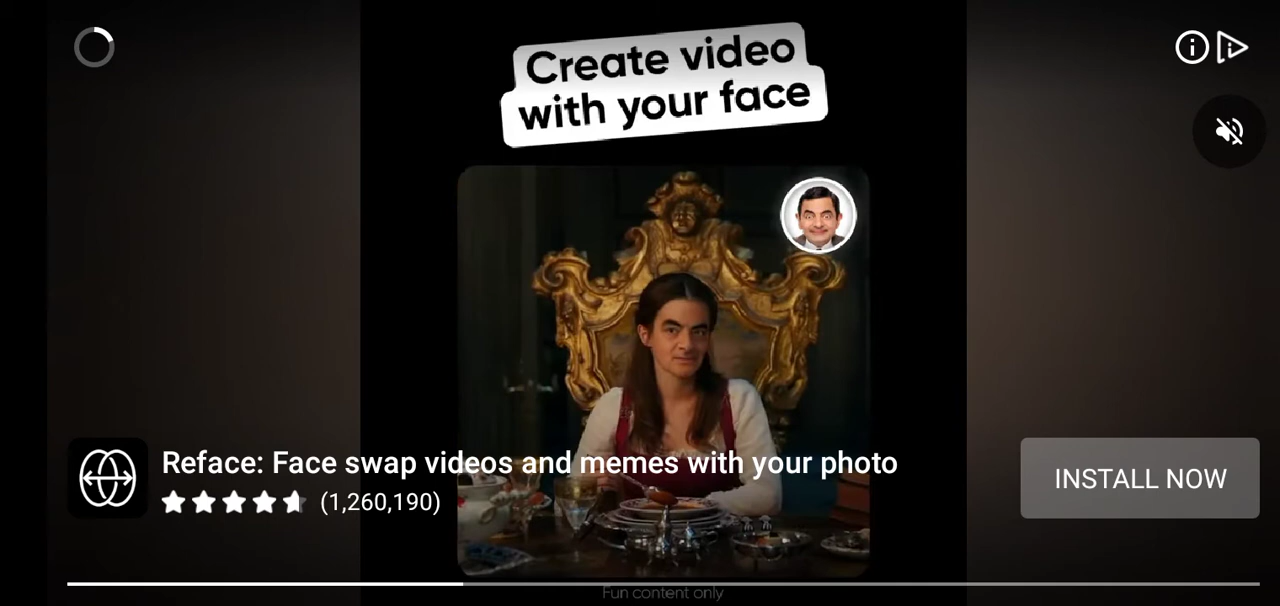 Create video
with your face
Reface: Face swap videos and memes with your photo
(1,260,190)
INSTALL NOW
Fun content only